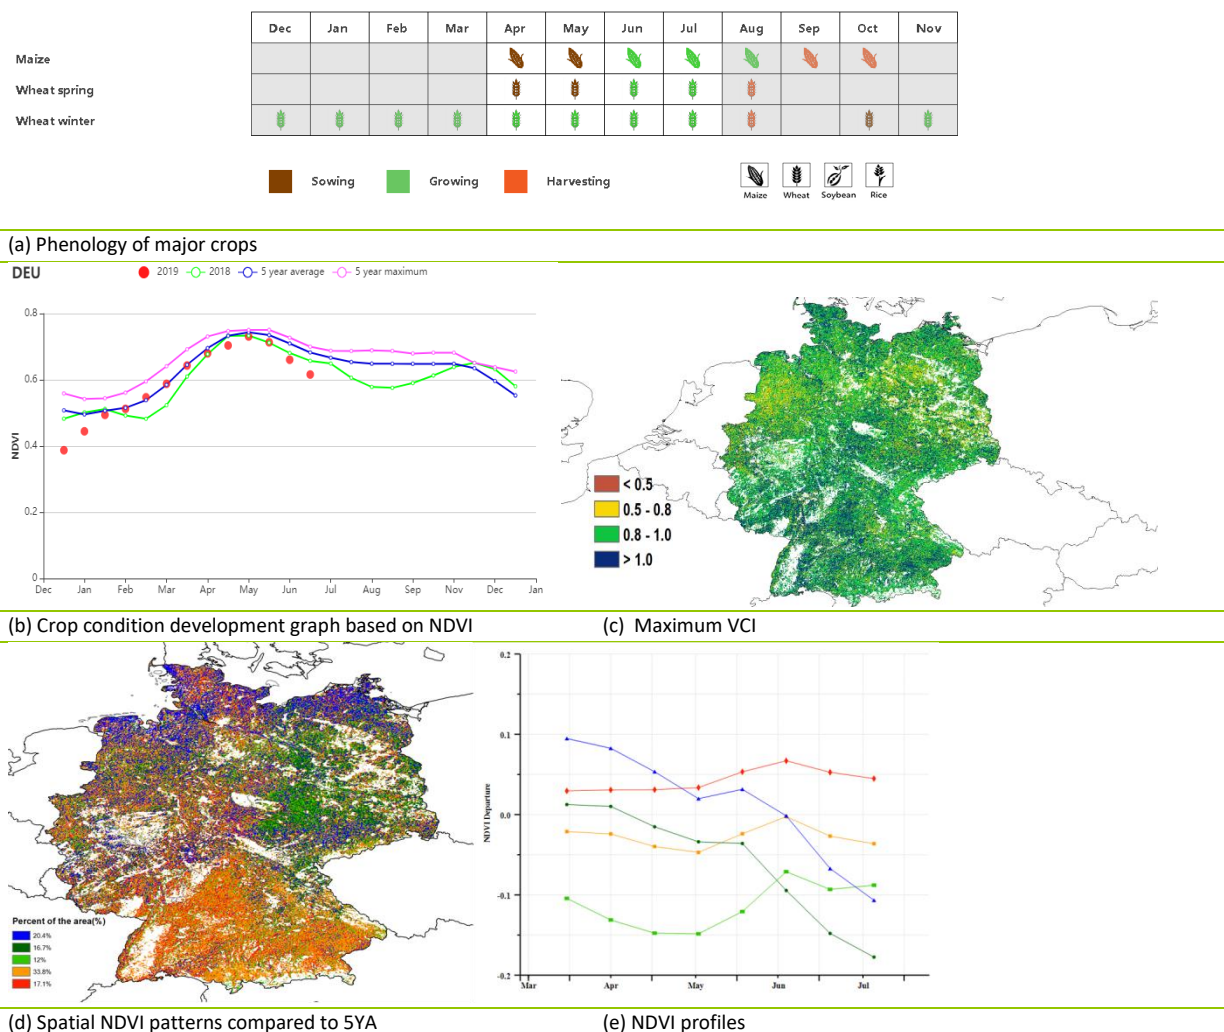 Dec Jan Feb Mar Apr May Jun Jul Aug Sep Oct Nov
Maize
Wheat spring
Wheat winter
Sowing Growing Harvesting
Maize Wheat Soybean Rice
(a) Phenology of major crops
DEU 2019 2018 5 year average 5 year maximum
0.8
0.6
0.4
0.2
0
NDVI
Dec Jan Feb Mar Apr May Jun Jul Aug Sep Oct Nov Dec Jan
< 0.5
0.5 - 0.8
0.8 - 1.0
> 1.0
(b) Crop condition development graph based on NDVI
(c) Maximum VCI
Percent of the area(%)
20.4%
16.7%
12%
33.8%
17.1%
0.2
0.1
0.0
-0.1
-0.2
NDVI Departure
Mar Apr May Jun Jul
(d) Spatial NDVI patterns compared to 5YA
(e) NDVI profiles